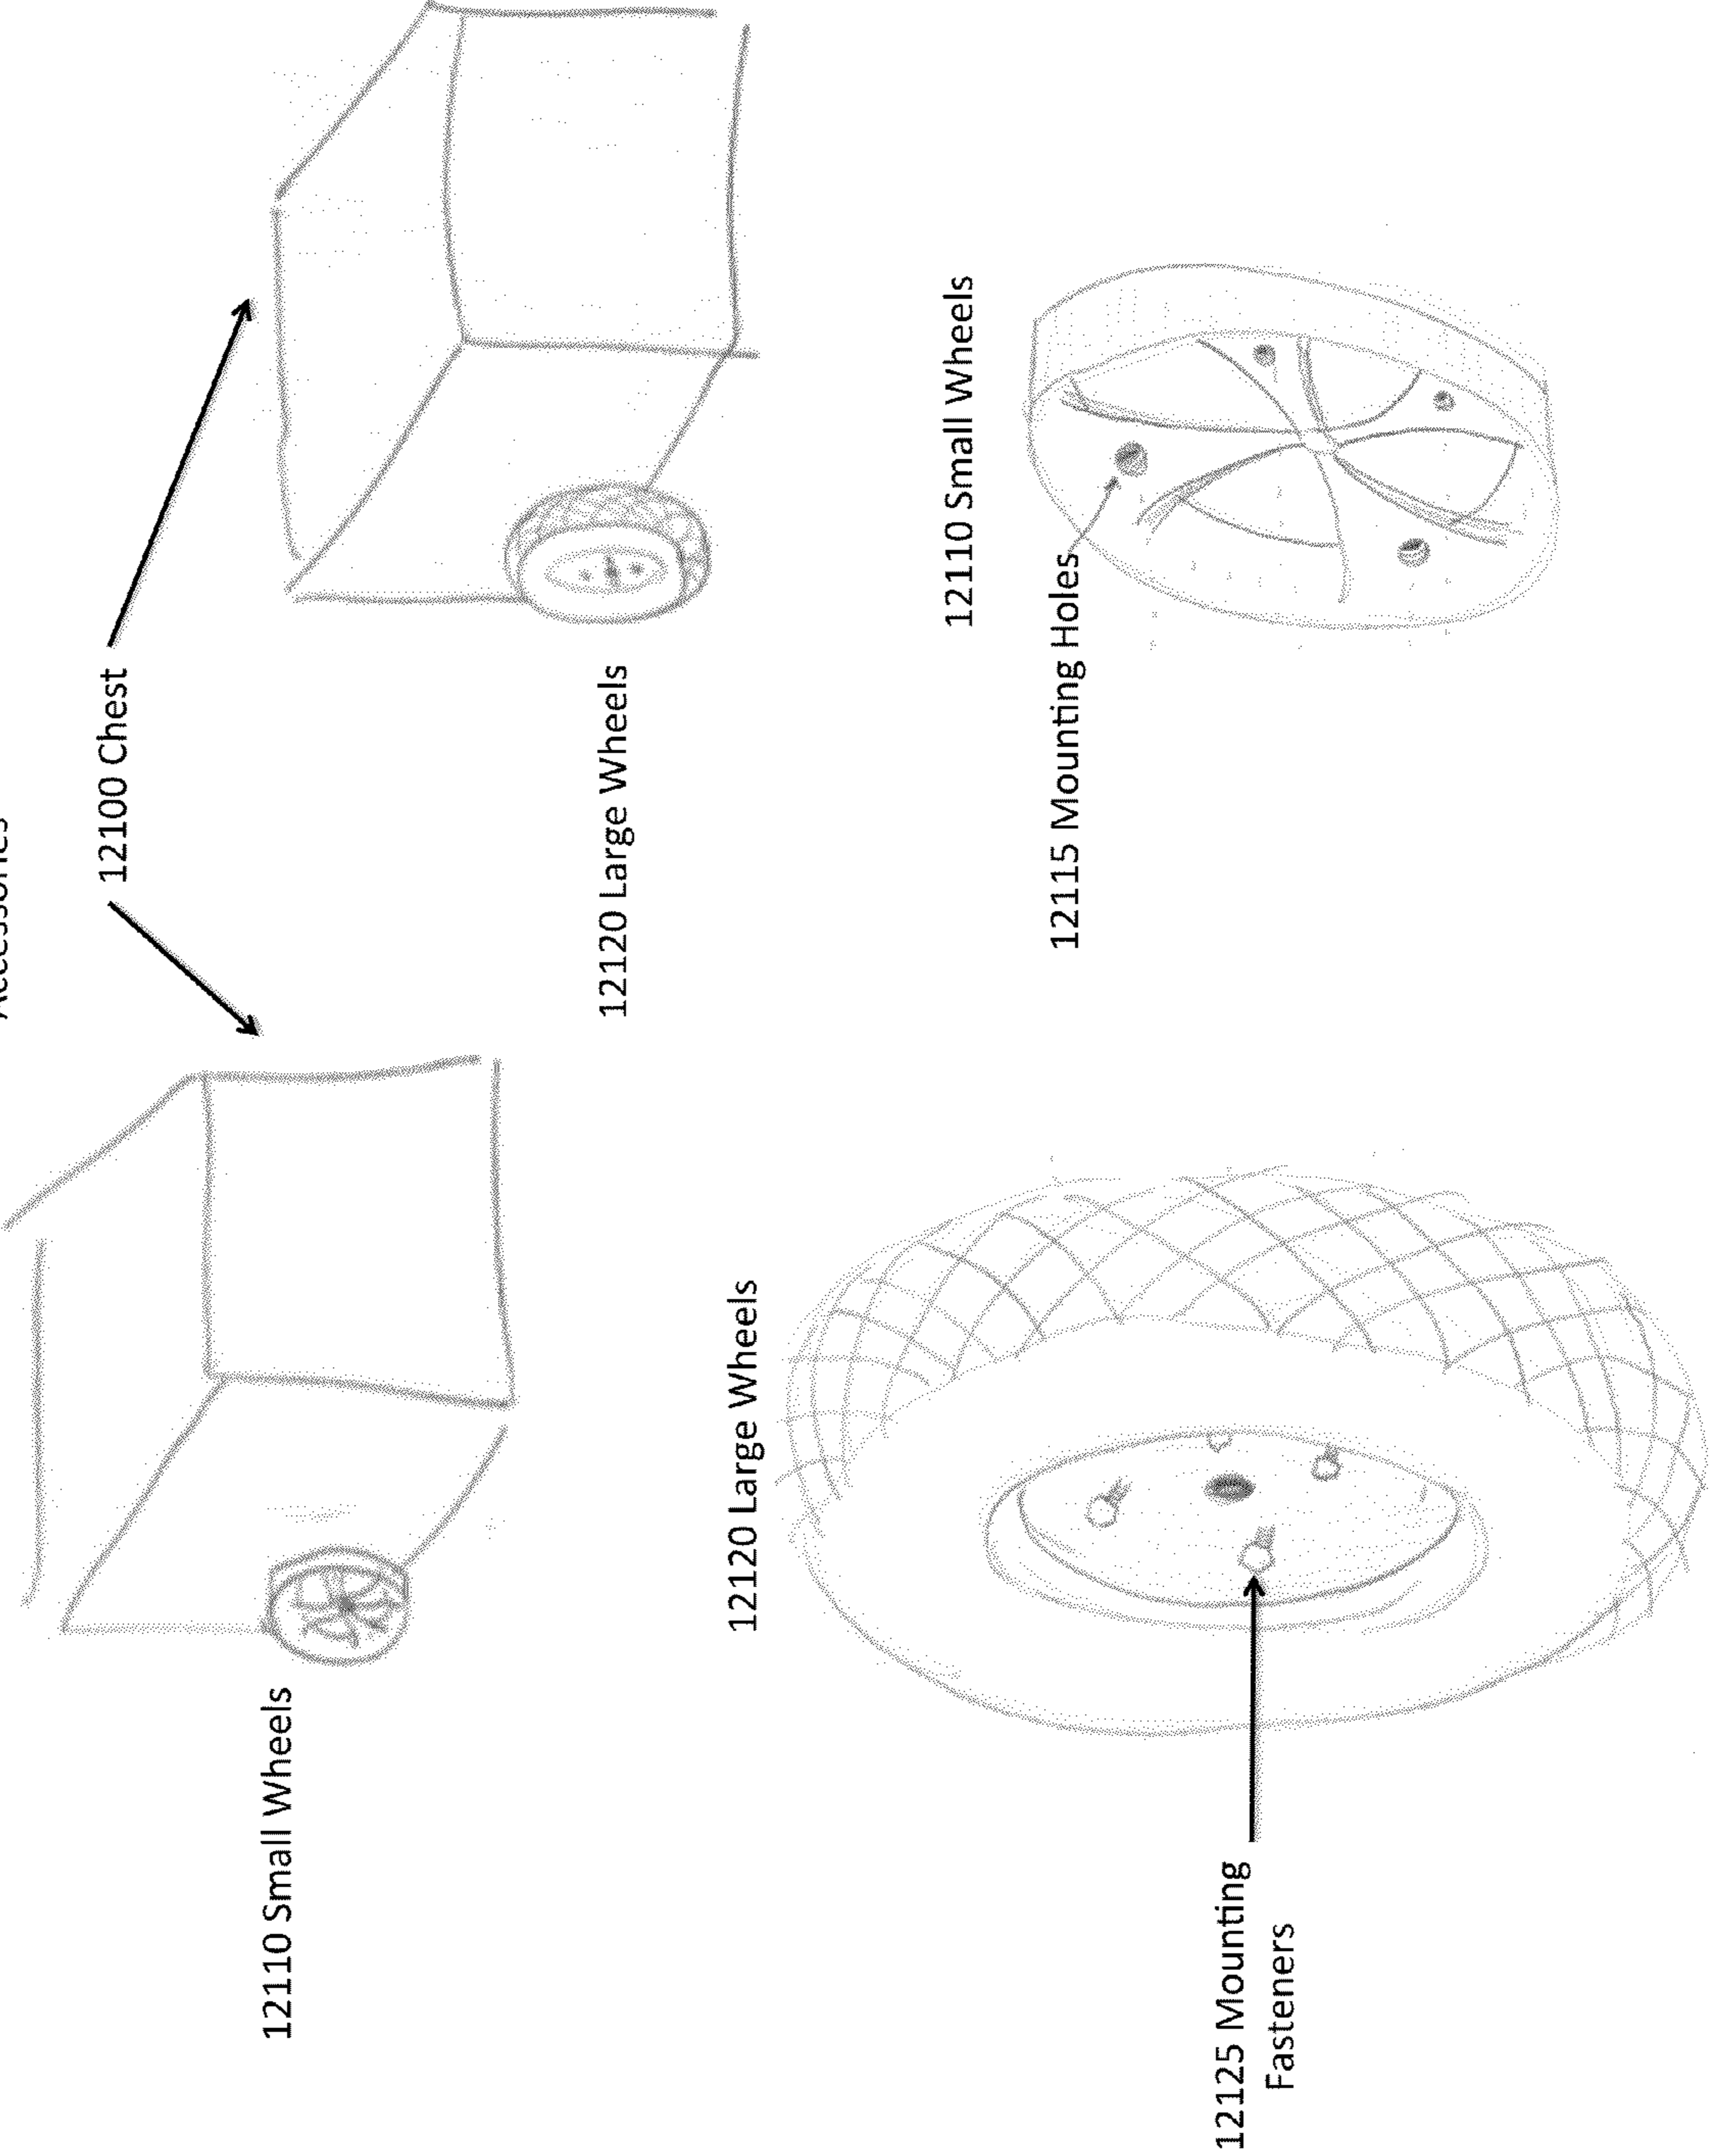 Accessories
12100 Chest
12110 Small Wheels
12120 Large Wheels
12120 Large Wheels
12110 Small Wheels
12115 Mounting Holes
12125 Mounting
Fasteners